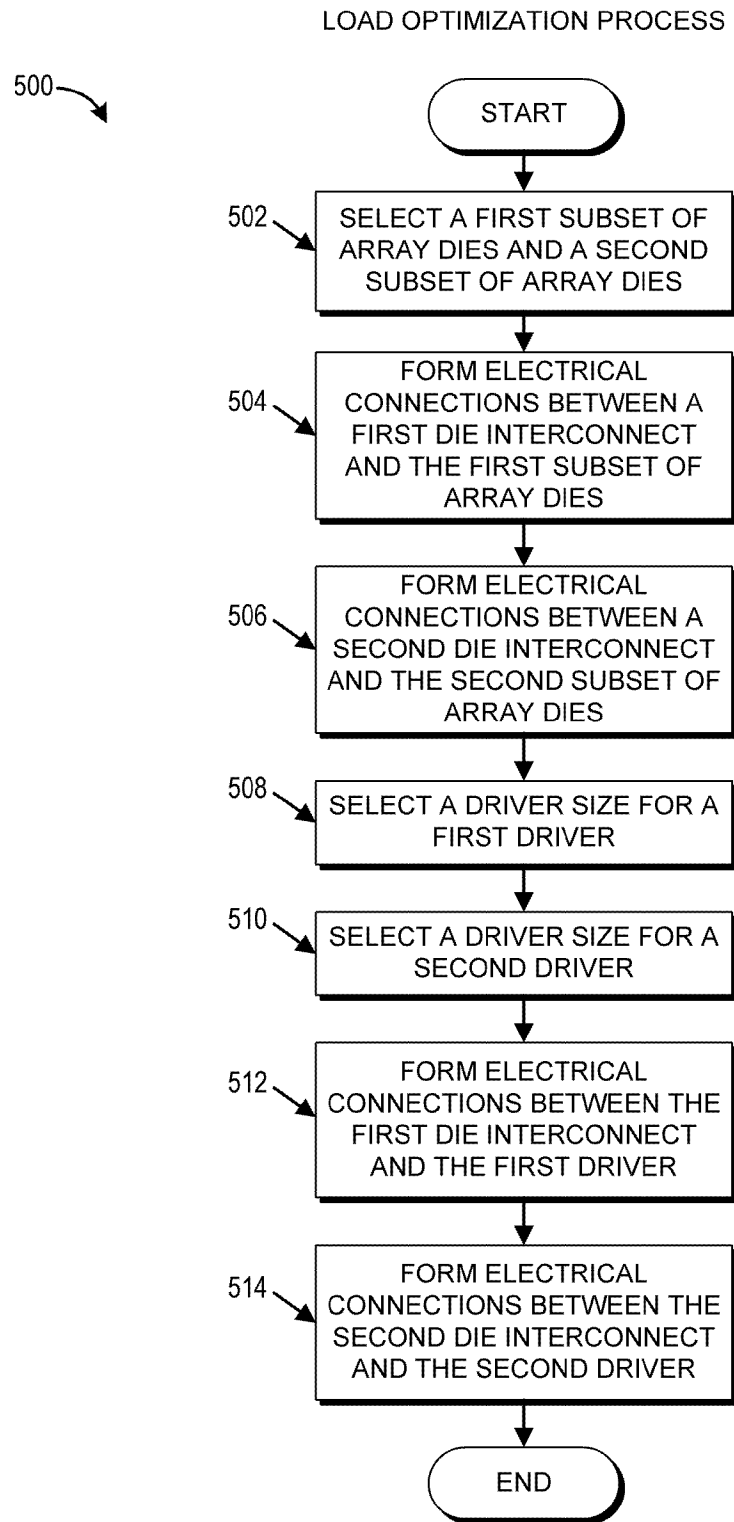 LOAD OPTIMIZATION PROCESS
500
START
502
SELECT A FIRST SUBSET OF
ARRAY DIES AND A SECOND
SUBSET OF ARRAY DIES
504
FORM ELECTRICAL
CONNECTIONS BETWEEN A
FIRST DIE INTERCONNECT
AND THE FIRST SUBSET OF
ARRAY DIES
506
FORM ELECTRICAL
CONNECTIONS BETWEEN A
SECOND DIE INTERCONNECT
AND THE SECOND SUBSET OF
ARRAY DIES
508
SELECT A DRIVER SIZE FOR A
FIRST DRIVER
510
SELECT A DRIVER SIZE FOR A
SECOND DRIVER
512
FORM ELECTRICAL
CONNECTIONS BETWEEN THE
FIRST DIE INTERCONNECT
AND THE FIRST DRIVER
514
FORM ELECTRICAL
CONNECTIONS BETWEEN THE
SECOND DIE INTERCONNECT
AND THE SECOND DRIVER
END